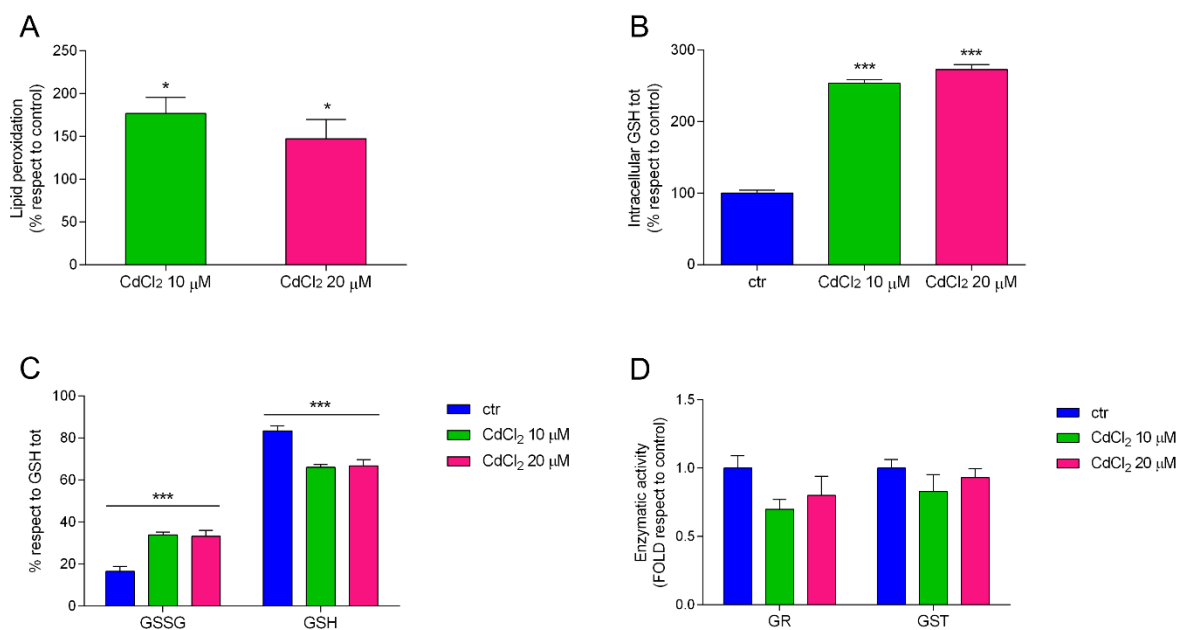 A
Lipid peroxidation
(% respect to control)
250
200
150
100
50
0
*
*
CdCl₂ 10 μM
CdCl₂ 20 μM
B
Intracellular GSH tot
(% respect to control)
300
200
100
0
***
***
ctr
CdCl₂ 10 μM
CdCl₂ 20 μM
C
% respect to GSH tot
100
80
60
40
20
0
***
***
GSSG
GSH
ctr
CdCl₂ 10 μM
CdCl₂ 20 μM
D
Enzymatic activity
(FOLD respect to control)
1.5
1.0
0.5
0.0
GR
GST
ctr
CdCl₂ 10 μM
CdCl₂ 20 μM